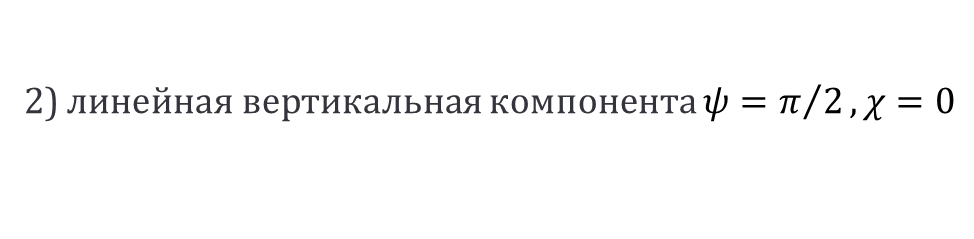 2) линейная вертикальная компонента 𝜓 = 𝜋/2 , 𝜒 = 0